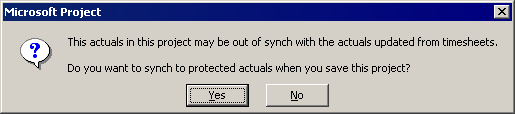 Microsoft Project
This actuals in this project may be out of synch with the actuals updated from timesheets.
Do you want to synch to protected actuals when you save this project?
Yes No